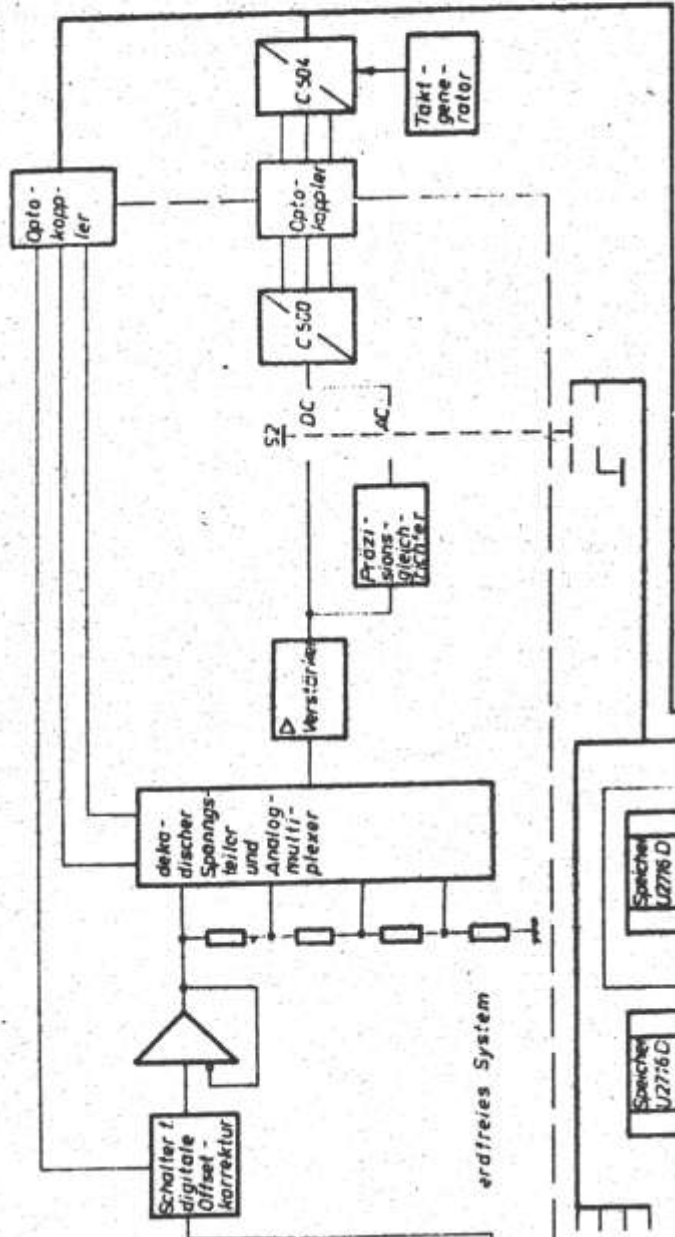 Opto-
kopp-
ler
C 504
Takt-
gene-
rator
Opto-
koppler
C 500
S2
DC
AC
Präzi-
sions-
gleich-
richter
Verstärker
deka-
discher
Spanngs-
teiler
und
Analog-
multi-
plexer
erdfreies System
Schalter f.
digitale
Offset-
korrektur
Speicher
U2716D
Speicher
U2716D